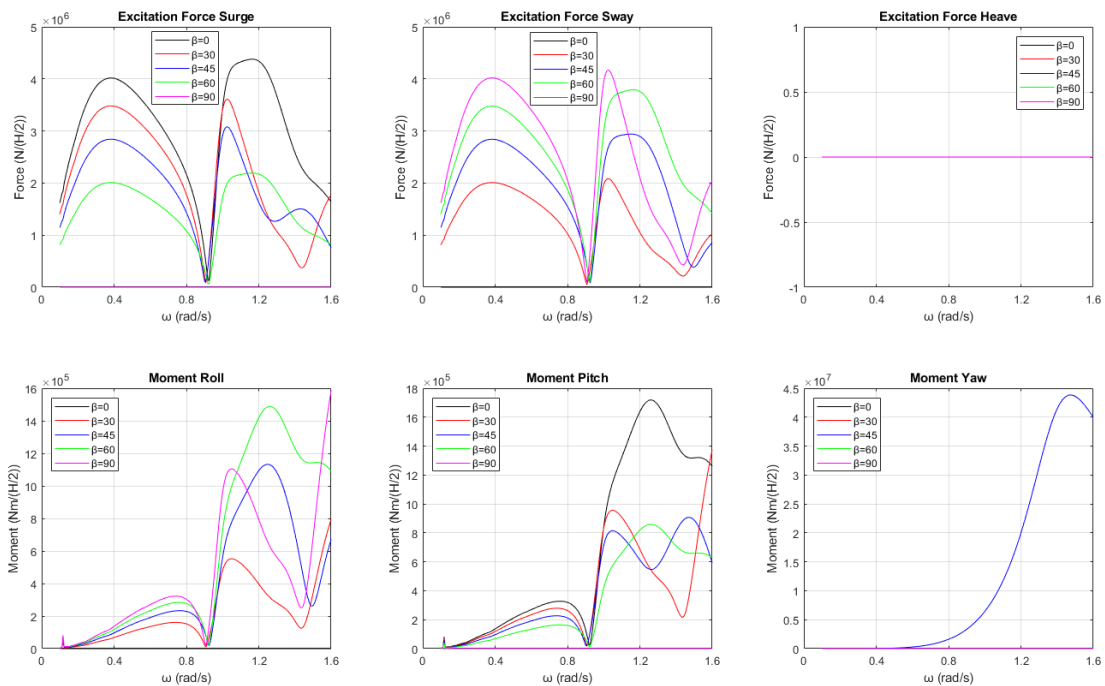 Excitation Force Surge
×10⁶
Force (N/(H/2))
5
4
3
2
1
0
0 0.4 0.8 1.2 1.6
ω (rad/s)
β=0
β=30
β=45
β=60
β=90
Excitation Force Sway
×10⁶
Force (N/(H/2))
5
4
3
2
1
0
0 0.4 0.8 1.2 1.6
ω (rad/s)
β=0
β=30
β=45
β=60
β=90
Excitation Force Heave
Force (N/(H/2))
1
0.5
0
-0.5
-1
0 0.4 0.8 1.2 1.6
ω (rad/s)
β=0
β=30
β=45
β=60
β=90
Moment Roll
×10⁵
Moment (Nm/(H/2))
16
14
12
10
8
6
4
2
0
0 0.4 0.8 1.2 1.6
ω (rad/s)
β=0
β=30
β=45
β=60
β=90
Moment Pitch
×10⁵
Moment (Nm/(H/2))
18
16
14
12
10
8
6
4
2
0
0 0.4 0.8 1.2 1.6
ω (rad/s)
β=0
β=30
β=45
β=60
β=90
Moment Yaw
×10⁷
Moment (Nm/(H/2))
4.5
4
3.5
3
2.5
2
1.5
1
0.5
0
0 0.4 0.8 1.2 1.6
ω (rad/s)
β=0
β=30
β=45
β=60
β=90